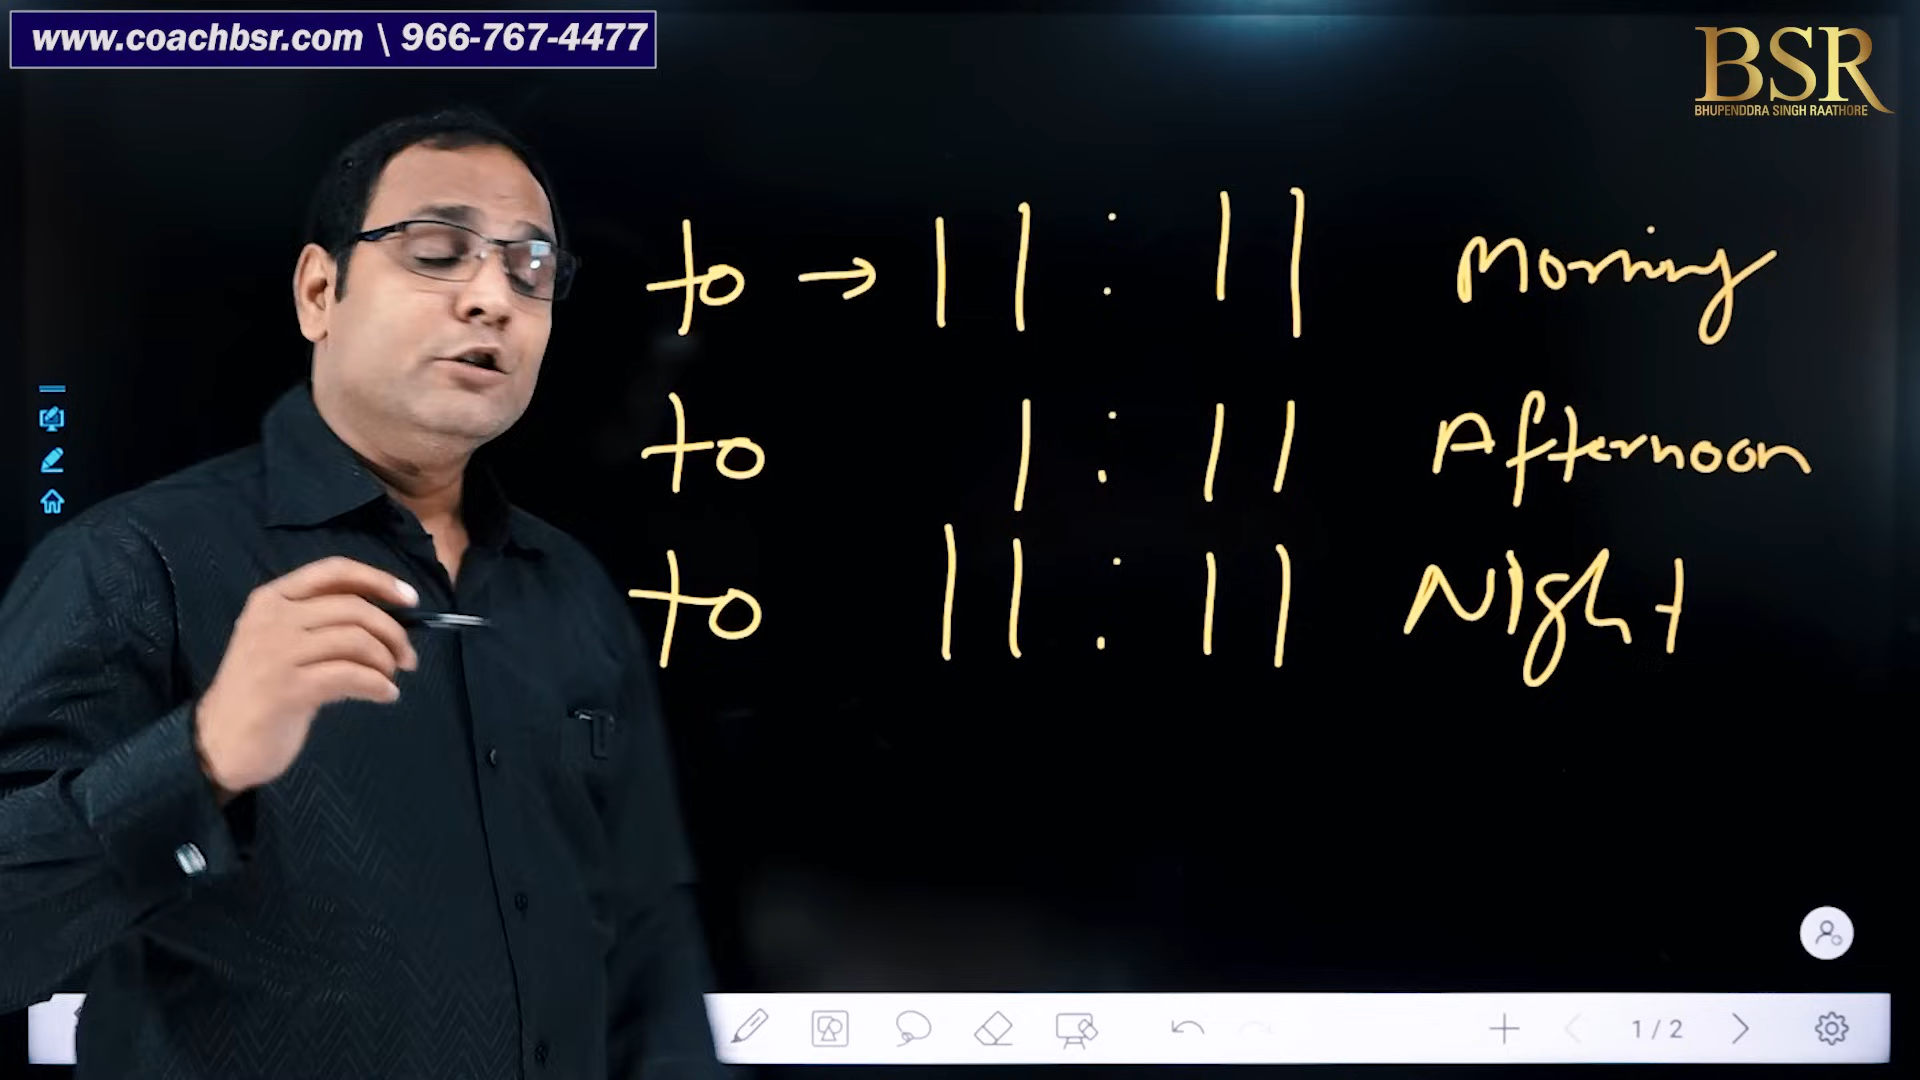 www.coachbsr.com \ 966-767-4477
BSR
BHUPENDDRA SINGH RAATHORE
to → 11 : 11 Morning
to 1 : 11 Afternoon
to 11 : 11 Night
1 / 2